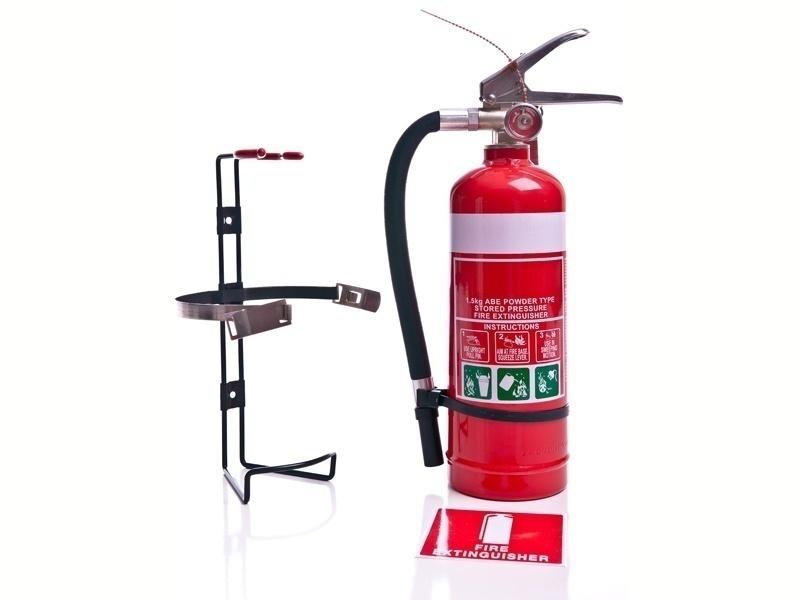 1.5kg ABE POWDER TYPE
STORED PRESSURE
FIRE EXTINGUISHER
INSTRUCTIONS
1 2 3
USE UPRIGHT
PULL PIN.
AIM AT FIRE BASE.
SQUEEZE LEVER.
USE IN
SWEEPING
MOTION.
FIRE
EXTINGUISHER